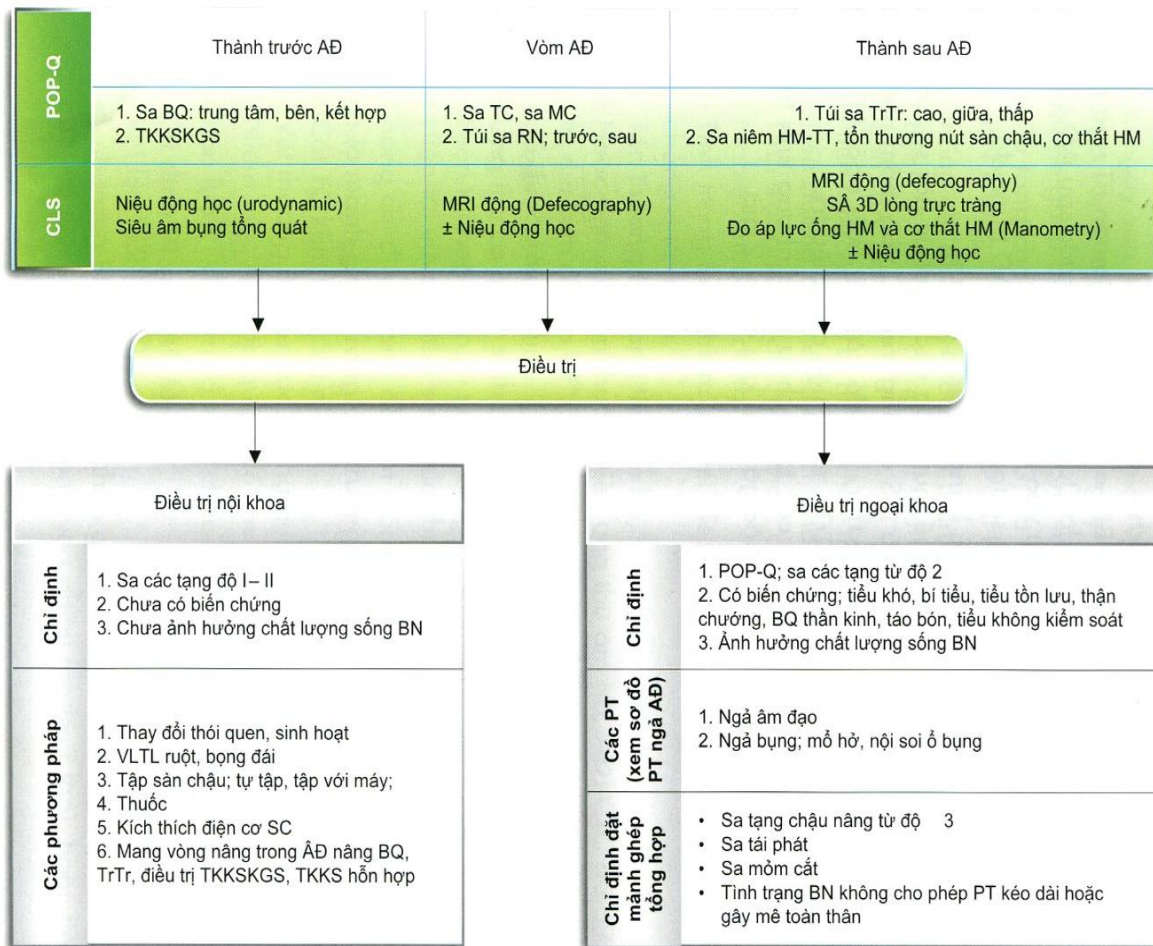 POP-Q
Thành trước AĐ
Vòm AĐ
Thành sau AĐ
1. Sa BQ: trung tâm, bên, kết hợp
2. TKKSKGS
1. Sa TC, sa MC
2. Túi sa RN; trước, sau
1. Túi sa TrTr: cao, giữa, thấp
2. Sa niêm HM-TT, tổn thương nút sàn chậu, cơ thắt HM
CLS
Niệu động học (urodynamic)
Siêu âm bụng tổng quát
MRI động (Defecography)
± Niệu động học
MRI động (defecography)
SÂ 3D lòng trực tràng
Đo áp lực ống HM và cơ thắt HM (Manometry)
± Niệu động học
Điều trị
Điều trị nội khoa
Chỉ định
1. Sa các tạng độ I– II
2. Chưa có biến chứng
3. Chưa ảnh hưởng chất lượng sống BN
Các phương pháp
1. Thay đổi thói quen, sinh hoạt
2. VLTL ruột, bọng đái
3. Tập sàn chậu; tự tập, tập với máy;
4. Thuốc
5. Kích thích điện cơ SC
6. Mang vòng nâng trong ÂĐ nâng BQ,
TrTr, điều trị TKKSKGS, TKKS hỗn hợp
Điều trị ngoại khoa
Chỉ định
1. POP-Q; sa các tạng từ độ 2
2. Có biến chứng; tiểu khó, bí tiểu, tiểu tồn lưu, thận
chướng, BQ thần kinh, táo bón, tiểu không kiểm soát
3. Ảnh hưởng chất lượng sống BN
Các PT
(xem sơ đồ
PT ngả AĐ)
1. Ngả âm đạo
2. Ngả bụng; mổ hở, nội soi ổ bụng
Chỉ định đặt
mảnh ghép
tổng hợp
• Sa tạng chậu nâng từ độ 3
• Sa tái phát
• Sa mỏm cắt
• Tình trạng BN không cho phép PT kéo dài hoặc
gây mê toàn thân